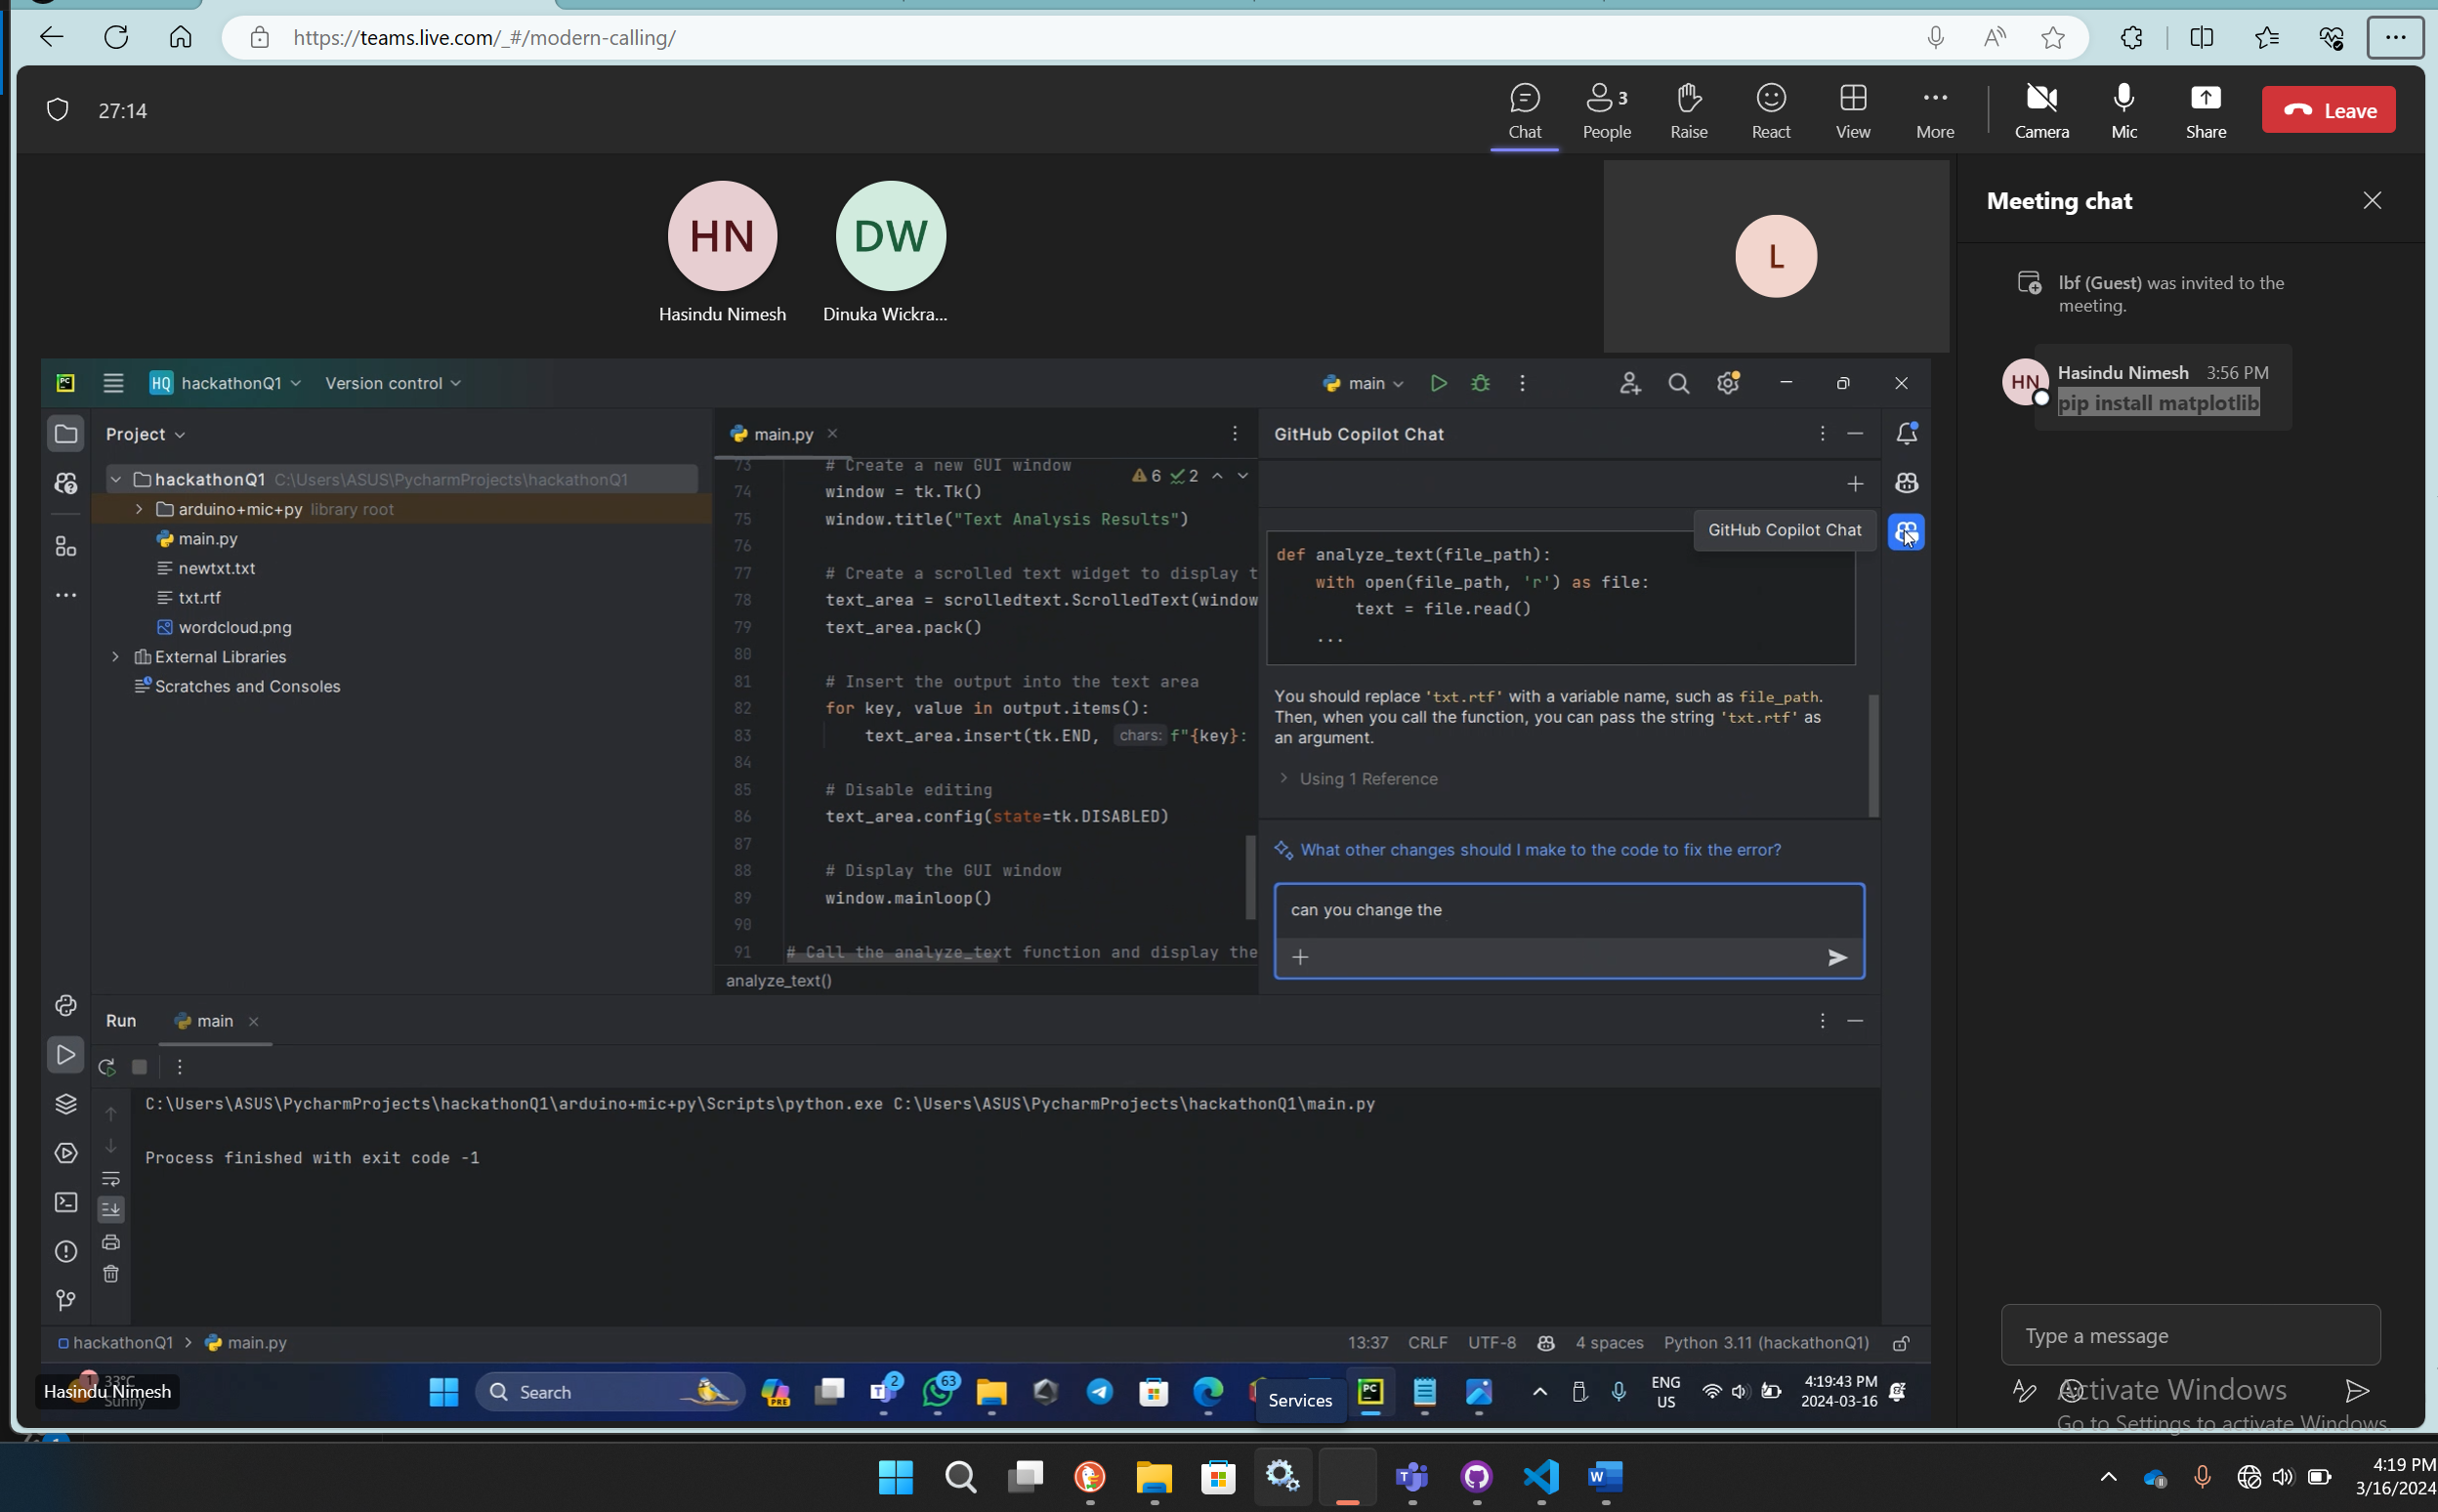 https://teams.live.com/_#/modern-calling/
27:14
Chat
People 3
Raise
React
View
More
Camera
Mic
Share
Leave
HN
DW
L
Hasindu Nimesh
Dinuka Wickra...
Meeting chat
lbf (Guest) was invited to the
meeting.
HN
Hasindu Nimesh 3:56 PM
pip install matplotlib
PC
HQ hackathonQ1
Version control
main
Project
hackathonQ1 C:\Users\ASUS\PycharmProjects\hackathonQ1
arduino+mic+py library root
main.py
newtxt.txt
txt.rtf
wordcloud.png
External Libraries
Scratches and Consoles
main.py
6 2
73 # Create a new GUI window
74 window = tk.Tk()
75 window.title("Text Analysis Results")
76
77 # Create a scrolled text widget to display t
78 text_area = scrolledtext.ScrolledText(window
79 text_area.pack()
80
81 # Insert the output into the text area
82 for key, value in output.items():
83 text_area.insert(tk.END, chars: f"{key}:
84
85 # Disable editing
86 text_area.config(state=tk.DISABLED)
87
88 # Display the GUI window
89 window.mainloop()
90
91 # Call the analyze_text function and display the
analyze_text()
GitHub Copilot Chat
GitHub Copilot Chat
def analyze_text(file_path):
with open(file_path, 'r') as file:
text = file.read()
...
You should replace 'txt.rtf' with a variable name, such as file_path.
Then, when you call the function, you can pass the string 'txt.rtf' as
an argument.
Using 1 Reference
What other changes should I make to the code to fix the error?
can you change the
Run
main
C:\Users\ASUS\PycharmProjects\hackathonQ1\arduino+mic+py\Scripts\python.exe C:\Users\ASUS\PycharmProjects\hackathonQ1\main.py
Process finished with exit code -1
hackathonQ1 > main.py
13:37 CRLF UTF-8 4 spaces Python 3.11 (hackathonQ1)
1
33°C
Sunny
Hasindu Nimesh
Search
PRE
2
63
Services
PC
ENG
US
4:19:43 PM
2024-03-16
Type a message
Activate Windows
Go to Settings to activate Windows.
4:19 PM
3/16/2024